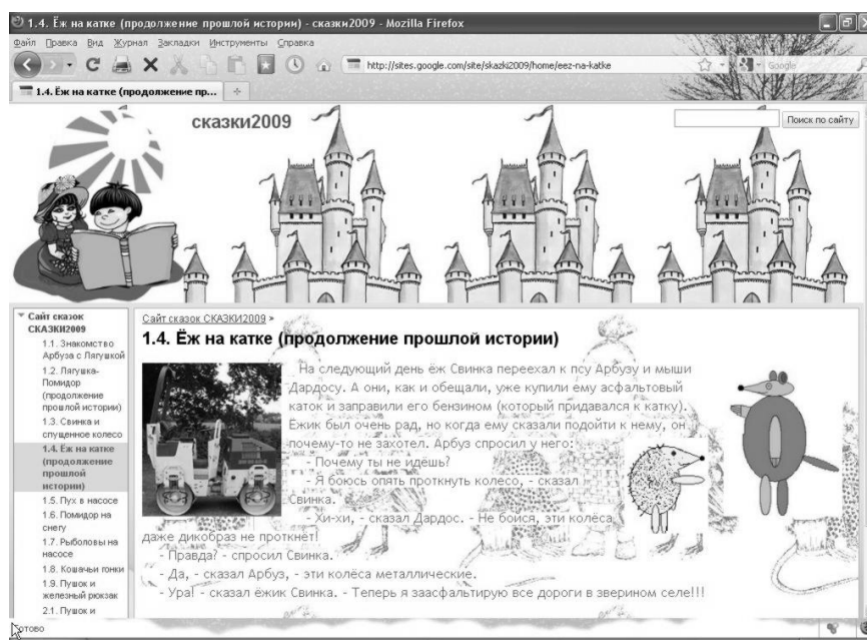 1.4. Ёж на катке (продолжение прошлой истории) - сказки2009 - Mozilla Firefox
Файл Правка Вид Журнал Закладки Инструменты Справка
http://sites.google.com/site/skazki2009/home/eez-na-katke
Google
1.4. Ёж на катке (продолжение пр...
сказки2009
Поиск по сайту
Сайт сказок
СКАЗКИ2009
1.1. Знакомство
Арбуза с Лягушкой
1.2. Лягушка-
Помидор
(продолжение
прошлой истории)
1.3. Свинка и
спущенное колесо
1.4. Ёж на катке
(продолжение
прошлой
истории)
1.5. Пух в насосе
1.6. Помидор на
снегу
1.7. Рыболовы на
насосе
1.8. Кошачьи гонки
1.9. Пушок и
железный рюкзак
2.1. Пушок и
Сайт сказок СКАЗКИ2009 >
1.4. Ёж на катке (продолжение прошлой истории)
На следующий день ёж Свинка переехал к псу Арбузу и мыши
Дардосу. А они, как и обещали, уже купили ему асфальтовый
каток и заправили его бензином (который придавался к катку).
Ёжик был очень рад, но когда ему сказали подойти к нему, он
почему-то не захотел. Арбуз спросил у него:
- Почему ты не идёшь?
- Я боюсь опять проткнуть колесо, - сказал
Свинка.
- Хи-хи, - сказал Дардос. - Не бойся, эти колёса
даже дикобраз не проткнёт!
- Правда? - спросил Свинка.
- Да, - сказал Арбуз, - эти колёса металлические.
- Ура! - сказал ёжик Свинка. - Теперь я заасфальтирую все дороги в зверином селе!!!
Готово